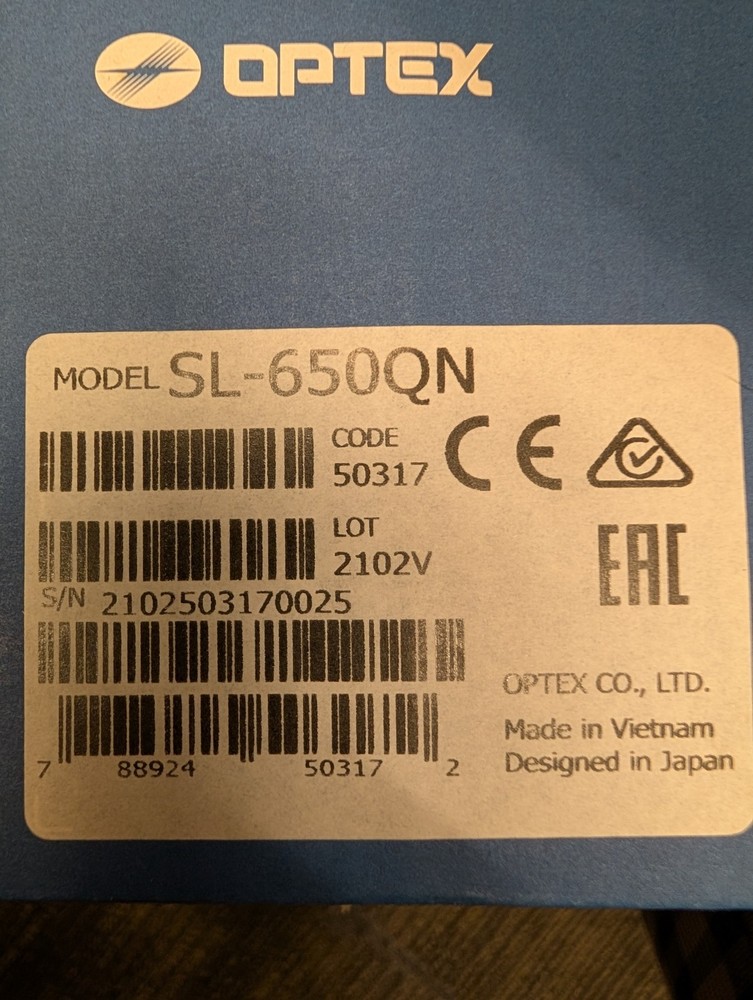 OPTEX
MODEL SL-650QN
CODE
50317
CE
LOT
2102V
EAC
S/N 2102503170025
OPTEX CO., LTD.
Made in Vietnam
Designed in Japan
7 88924 50317 2